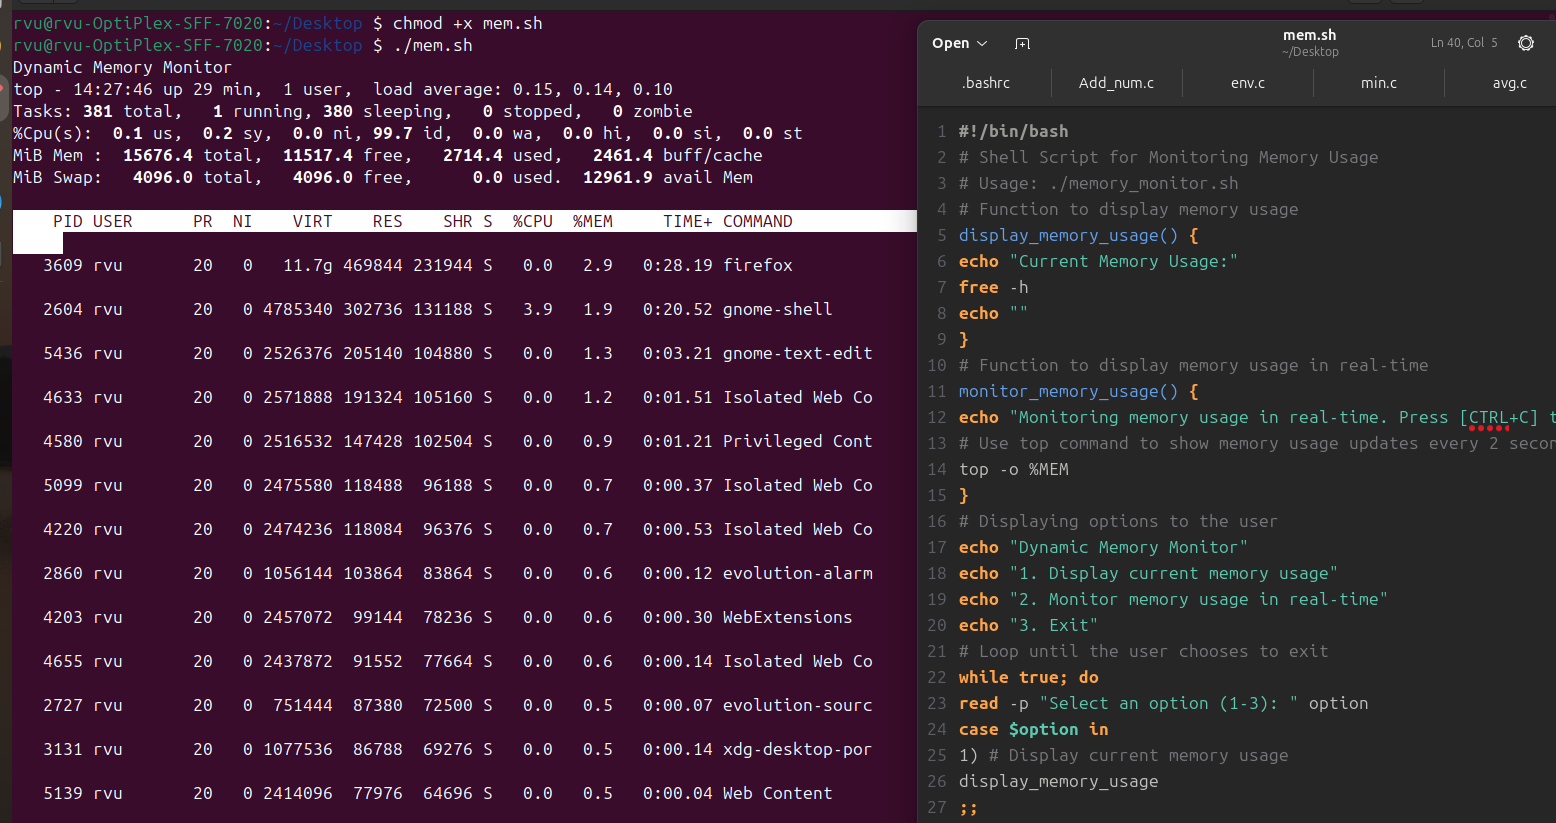 rvu@rvu-OptiPlex-SFF-7020:~/Desktop $ chmod +x mem.sh
rvu@rvu-OptiPlex-SFF-7020:~/Desktop $ ./mem.sh
Dynamic Memory Monitor
top - 14:27:46 up 29 min,  1 user,  load average: 0.15, 0.14, 0.10
Tasks: 381 total,   1 running, 380 sleeping,   0 stopped,   0 zombie
%Cpu(s):  0.1 us,  0.2 sy,  0.0 ni, 99.7 id,  0.0 wa,  0.0 hi,  0.0 si,  0.0 st
MiB Mem :  15676.4 total,  11517.4 free,   2714.4 used,   2461.4 buff/cache
MiB Swap:   4096.0 total,   4096.0 free,      0.0 used.  12961.9 avail Mem
PID USER      PR  NI    VIRT    RES    SHR S  %CPU  %MEM     TIME+ COMMAND
3609 rvu       20   0   11.7g 469844 231944 S   0.0   2.9   0:28.19 firefox
2604 rvu       20   0 4785340 302736 131188 S   3.9   1.9   0:20.52 gnome-shell
5436 rvu       20   0 2526376 205140 104880 S   0.0   1.3   0:03.21 gnome-text-edit
4633 rvu       20   0 2571888 191324 105160 S   0.0   1.2   0:01.51 Isolated Web Co
4580 rvu       20   0 2516532 147428 102504 S   0.0   0.9   0:01.21 Privileged Cont
5099 rvu       20   0 2475580 118488  96188 S   0.0   0.7   0:00.37 Isolated Web Co
4220 rvu       20   0 2474236 118084  96376 S   0.0   0.7   0:00.53 Isolated Web Co
2860 rvu       20   0 1056144 103864  83864 S   0.0   0.6   0:00.12 evolution-alarm
4203 rvu       20   0 2457072  99144  78236 S   0.0   0.6   0:00.30 WebExtensions
4655 rvu       20   0 2437872  91552  77664 S   0.0   0.6   0:00.14 Isolated Web Co
2727 rvu       20   0  751444  87380  72500 S   0.0   0.5   0:00.07 evolution-sourc
3131 rvu       20   0 1077536  86788  69276 S   0.0   0.5   0:00.14 xdg-desktop-por
5139 rvu       20   0 2414096  77976  64696 S   0.0   0.5   0:00.04 Web Content
Open
mem.sh
~/Desktop
Ln 40, Col 5
.bashrc
Add_num.c
env.c
min.c
avg.c
1 #!/bin/bash
2 # Shell Script for Monitoring Memory Usage
3 # Usage: ./memory_monitor.sh
4 # Function to display memory usage
5 display_memory_usage() {
6 echo "Current Memory Usage:"
7 free -h
8 echo ""
9 }
10 # Function to display memory usage in real-time
11 monitor_memory_usage() {
12 echo "Monitoring memory usage in real-time. Press [CTRL+C] t
13 # Use top command to show memory usage updates every 2 secon
14 top -o %MEM
15 }
16 # Displaying options to the user
17 echo "Dynamic Memory Monitor"
18 echo "1. Display current memory usage"
19 echo "2. Monitor memory usage in real-time"
20 echo "3. Exit"
21 # Loop until the user chooses to exit
22 while true; do
23 read -p "Select an option (1-3): " option
24 case $option in
25 1) # Display current memory usage
26 display_memory_usage
27 ;;